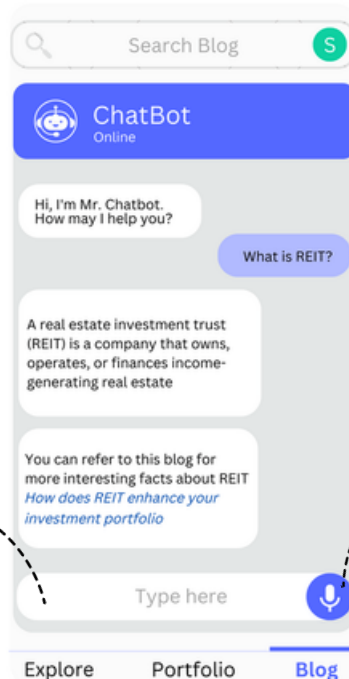 Search Blog
S
ChatBot
Online
Hi, I'm Mr. Chatbot.
How may I help you?
What is REIT?
A real estate investment trust
(REIT) is a company that owns,
operates, or finances income-
generating real estate
You can refer to this blog for
more interesting facts about REIT
How does REIT enhance your
investment portfolio
Type here
Explore Portfolio Blog